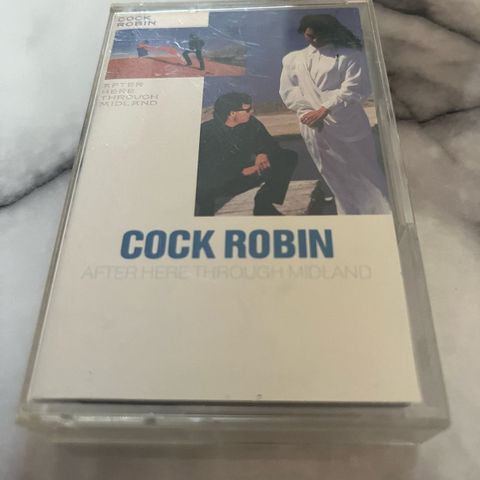 COCK
ROBIN
AFTER
HERE
THROUGH
MIDLAND
COCK ROBIN
AFTER HERE THROUGH MIDLAND